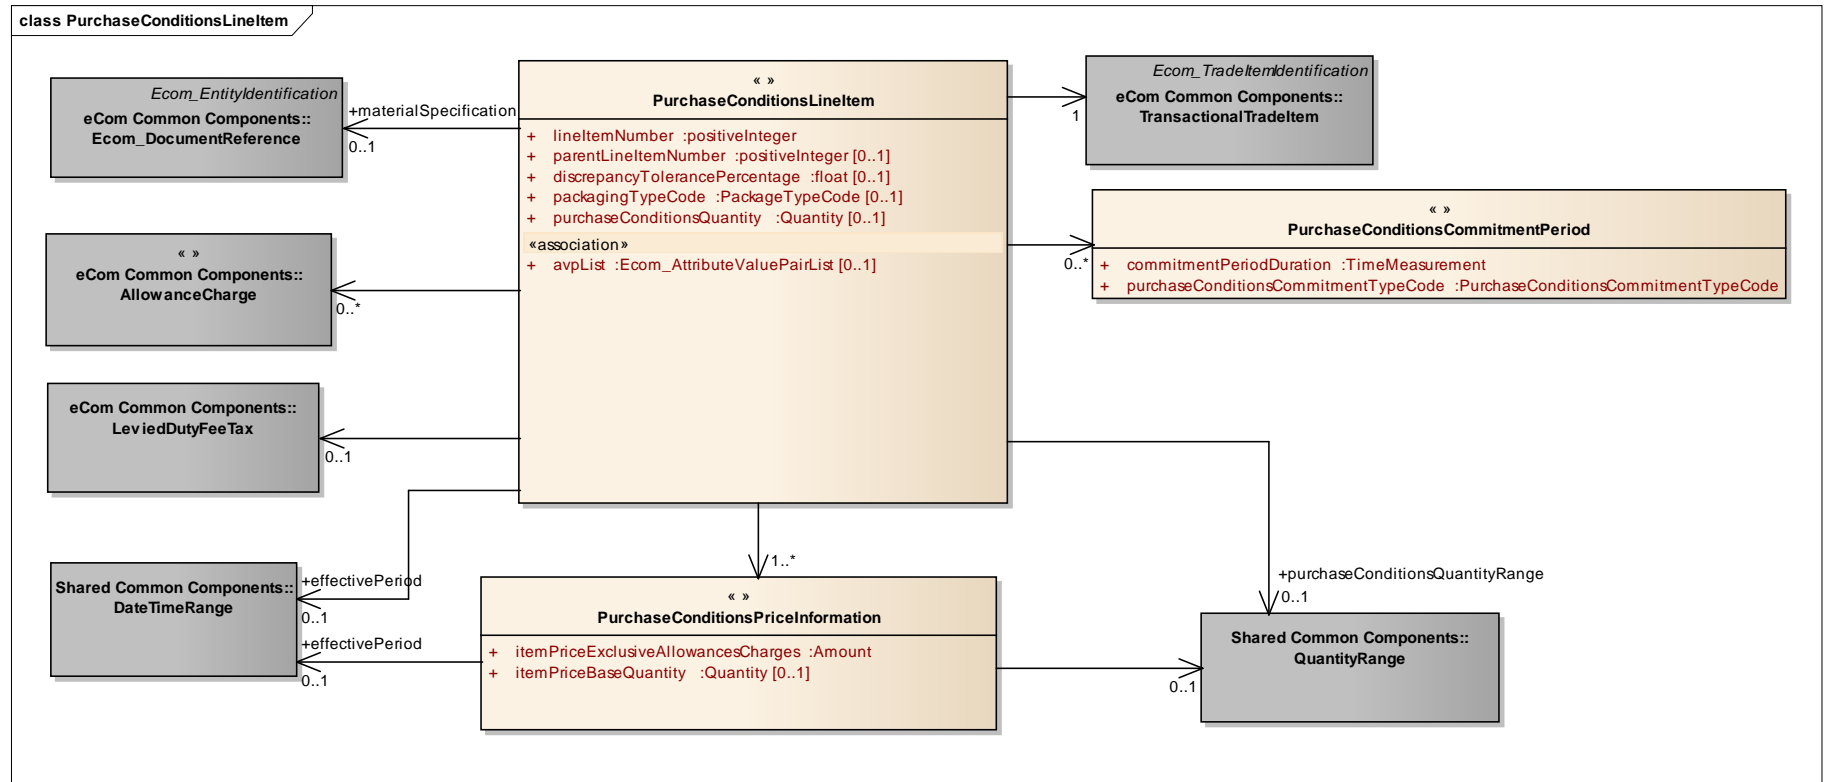 class PurchaseConditionsLineItem
Ecom_EntityIdentification
eCom Common Components::
Ecom_DocumentReference
+materialSpecification
0..1
« »
PurchaseConditionsLineItem
+ lineItemNumber :positiveInteger
+ parentLineItemNumber :positiveInteger [0..1]
+ discrepancyTolerancePercentage :float [0..1]
+ packagingTypeCode :PackageTypeCode [0..1]
+ purchaseConditionsQuantity :Quantity [0..1]
«association»
+ avpList :Ecom_AttributeValuePairList [0..1]
1
Ecom_TradeItemIdentification
eCom Common Components::
TransactionalTradeItem
0..*
« »
PurchaseConditionsCommitmentPeriod
+ commitmentPeriodDuration :TimeMeasurement
+ purchaseConditionsCommitmentTypeCode :PurchaseConditionsCommitmentTypeCode
« »
eCom Common Components::
AllowanceCharge
0..*
eCom Common Components::
LeviedDutyFeeTax
0..1
Shared Common Components::
DateTimeRange
+effectivePeriod
0..1
+effectivePeriod
0..1
1..*
« »
PurchaseConditionsPriceInformation
+ itemPriceExclusiveAllowancesCharges :Amount
+ itemPriceBaseQuantity :Quantity [0..1]
+purchaseConditionsQuantityRange
0..1
0..1
Shared Common Components::
QuantityRange